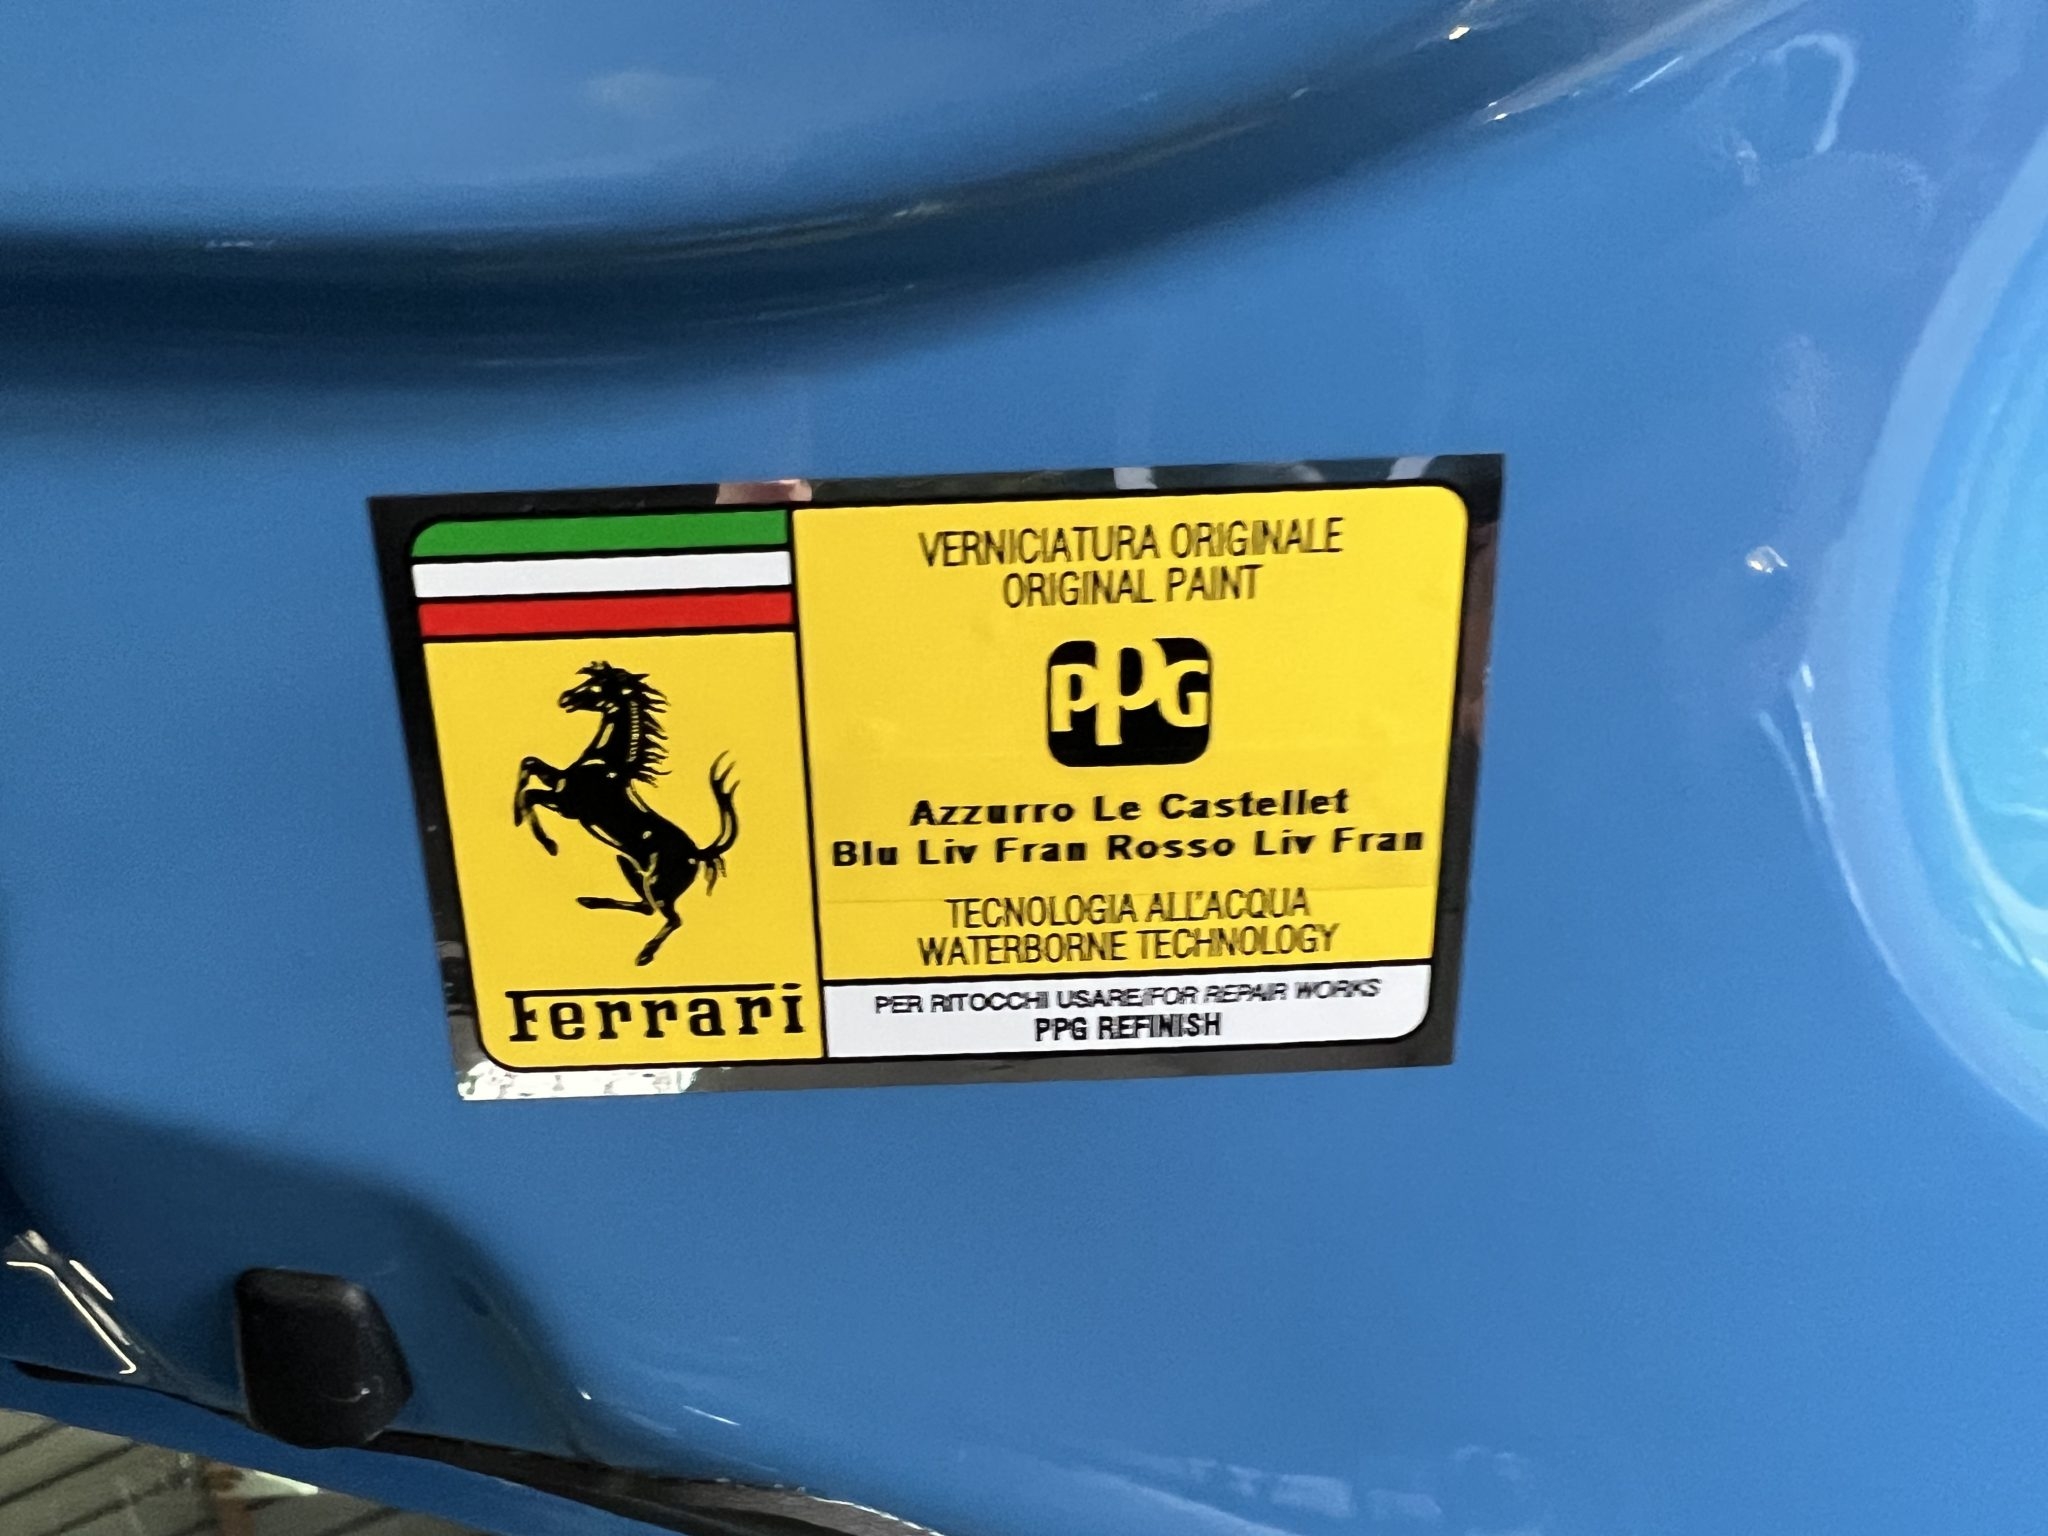 VERNICIATURA ORIGINALE
ORIGINAL PAINT
PPG
Azzurro Le Castellet
Blu Liv Fran Rosso Liv Fran
TECNOLOGIA ALL'ACQUA
WATERBORNE TECHNOLOGY
Ferrari
PER RITOCCHI USARE/FOR REPAIR WORKS
PPG REFINISH